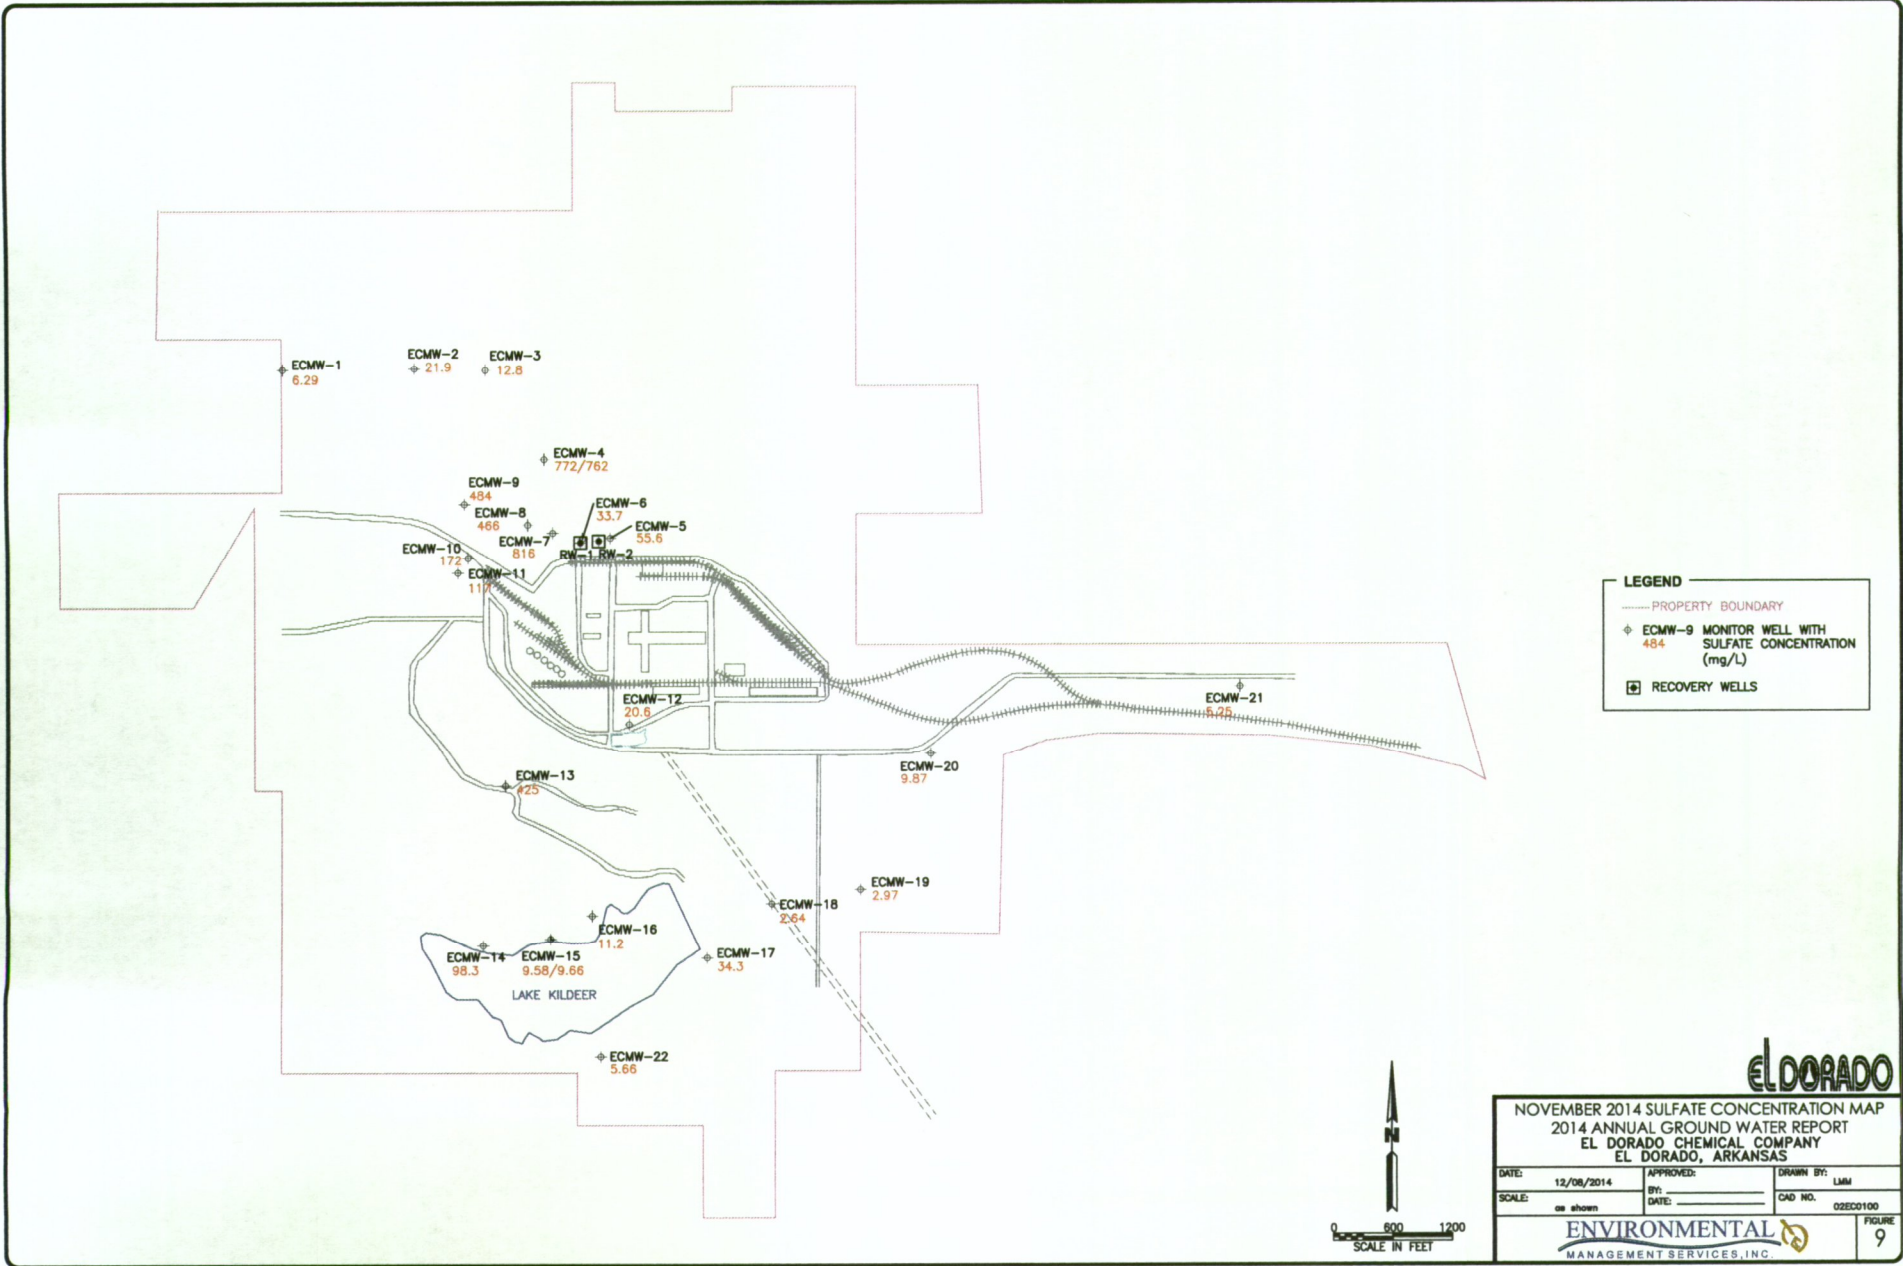 ECMW-1
6.29
ECMW-2
21.9
ECMW-3
12.8
ECMW-4
772/762
ECMW-9
484
ECMW-8
466
ECMW-6
33.7
ECMW-5
55.6
ECMW-7
816
RW-1 RW-2
ECMW-10
172
ECMW-11
ECMW-12
20.6
ECMW-21
5.25
ECMW-20
9.87
ECMW-13
425
ECMW-19
2.97
ECMW-18
2.64
ECMW-16
11.2
ECMW-17
34.3
ECMW-14
98.3
ECMW-15
9.58/9.66
LAKE KILDEER
ECMW-22
5.66
LEGEND
PROPERTY BOUNDARY
ECMW-9 MONITOR WELL WITH
484 SULFATE CONCENTRATION
(mg/L)
RECOVERY WELLS
N
0 600 1200
SCALE IN FEET
EL DORADO
NOVEMBER 2014 SULFATE CONCENTRATION MAP
2014 ANNUAL GROUND WATER REPORT
EL DORADO CHEMICAL COMPANY
EL DORADO, ARKANSAS
DATE: 12/08/2014
APPROVED:
BY:
DATE:
DRAWN BY: LMM
SCALE: as shown
CAD NO. 02EC0100
ENVIRONMENTAL
MANAGEMENT SERVICES, INC.
FIGURE
9